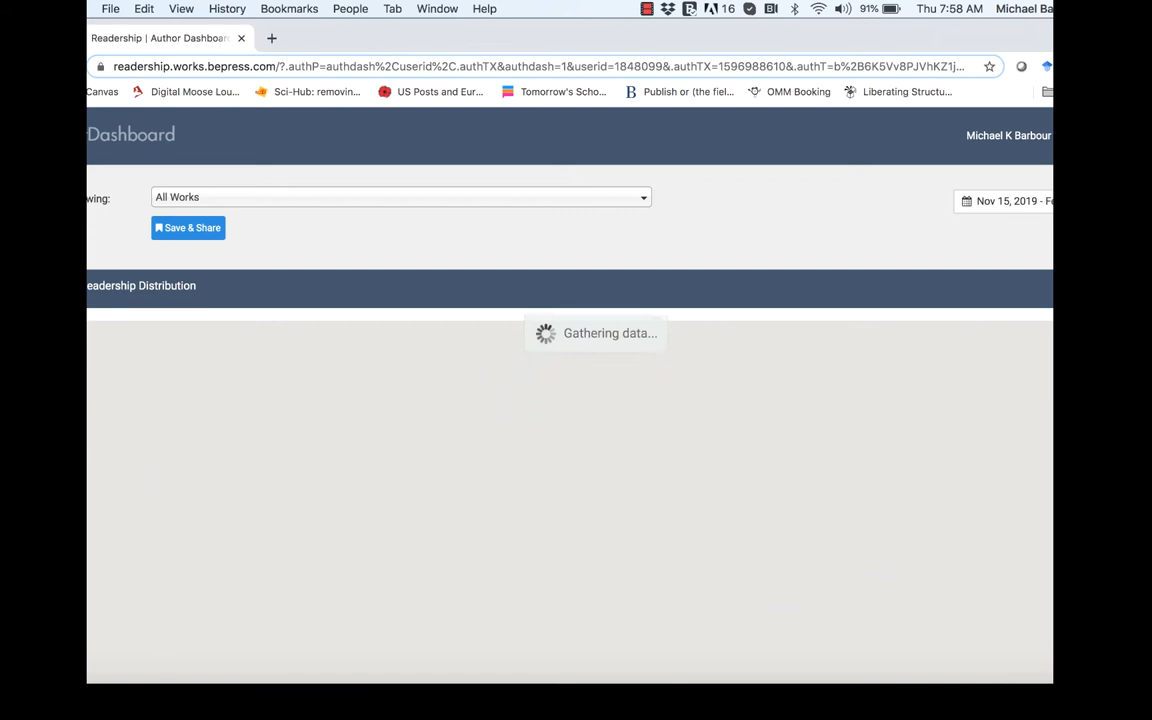 File Edit View History Bookmarks People Tab Window Help 16 91% Thu 7:58 AM Michael Ba
Readership | Author Dashboar
readership.works.bepress.com/?.authP=authdash%2Cuserid%2C.authTX&authdash=1&userid=1848099&.authTX=1596988610&.authT=b%2B6K5Vv8PJVhKZ1j...
Canvas Digital Moose Lou... Sci-Hub: removin... US Posts and Eur... Tomorrow's Scho... B Publish or (the fiel... OMM Booking Liberating Structu...
Dashboard Michael K Barbour
wing: All Works Nov 15, 2019 - Fe
Save & Share
eadership Distribution
Gathering data...